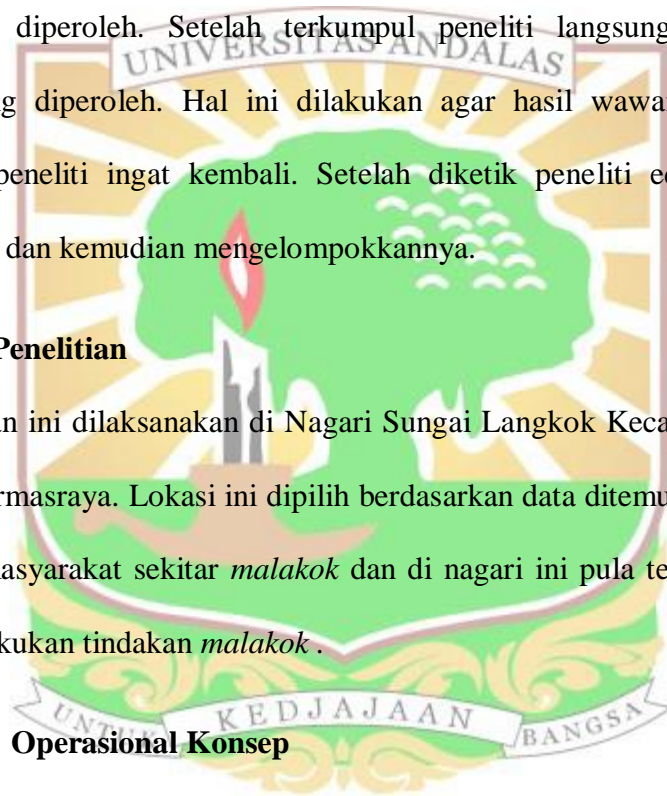 diperoleh. Setelah terkumpul peneliti langsung
UNIVERSITAS ANDALAS
g diperoleh. Hal ini dilakukan agar hasil wawa
peneliti ingat kembali. Setelah diketik peneliti e
dan kemudian mengelompokkannya.
Penelitian
n ini dilaksanakan di Nagari Sungai Langkok Keca
rmasraya. Lokasi ini dipilih berdasarkan data ditemu
asyarakat sekitar malakok dan di nagari ini pula te
kukan tindakan malakok .
UNTUK KEDJAJAAN BANGSA
Operasional Konsep